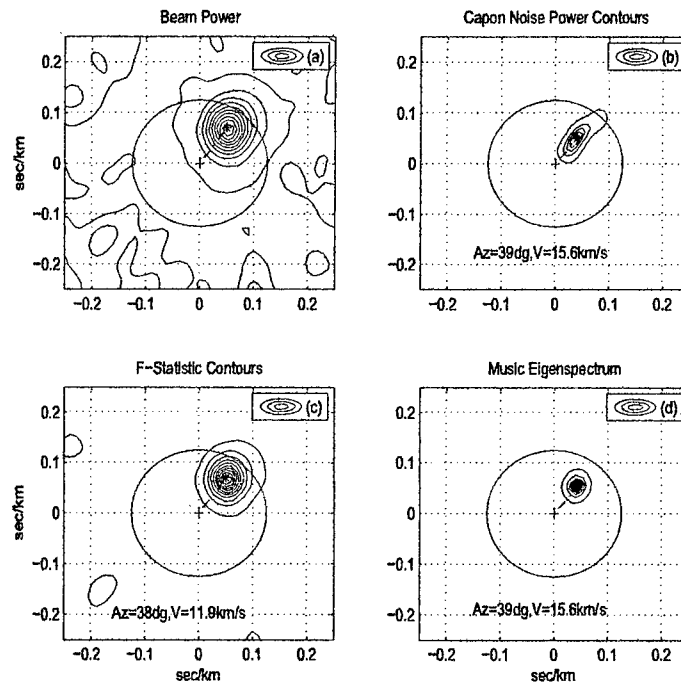 Beam Power
Capon Noise Power Contours
(a)
(b)
0.2
0.1
0
−0.1
−0.2
sec/km
−0.2 −0.1 0 0.1 0.2
0.2
0.1
0
−0.1
−0.2
Az=39dg,V=15.6km/s
−0.2 −0.1 0 0.1 0.2
F−Statistic Contours
Music Eigenspectrum
(c)
(d)
0.2
0.1
0
−0.1
−0.2
sec/km
Az=38dg,V=11.9km/s
−0.2 −0.1 0 0.1 0.2
sec/km
0.2
0.1
0
−0.1
−0.2
Az=39dg,V=15.6km/s
−0.2 −0.1 0 0.1 0.2
sec/km